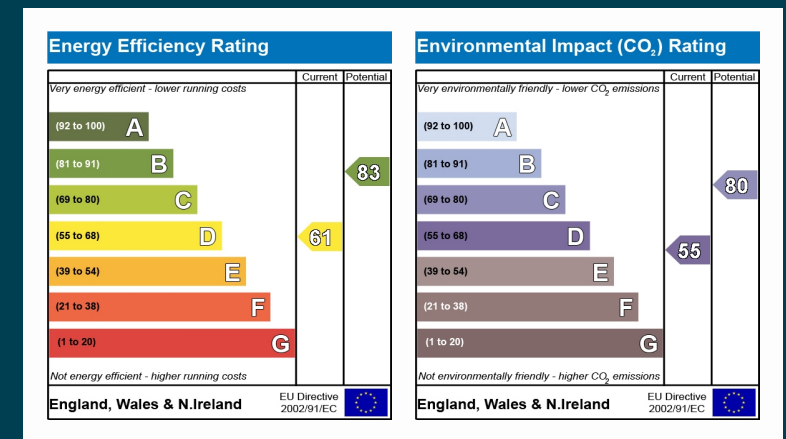 Energy Efficiency Rating
Current Potential
Very energy efficient - lower running costs
(92 to 100) A
(81 to 91) B
83
(69 to 80) C
(55 to 68) D
61
(39 to 54) E
(21 to 38) F
(1 to 20) G
Not energy efficient - higher running costs
England, Wales & N.Ireland
EU Directive
2002/91/EC
Environmental Impact (CO₂) Rating
Current Potential
Very environmentally friendly - lower CO₂ emissions
(92 to 100) A
(81 to 91) B
80
(69 to 80) C
(55 to 68) D
55
(39 to 54) E
(21 to 38) F
(1 to 20) G
Not environmentally friendly - higher CO₂ emissions
England, Wales & N.Ireland
EU Directive
2002/91/EC